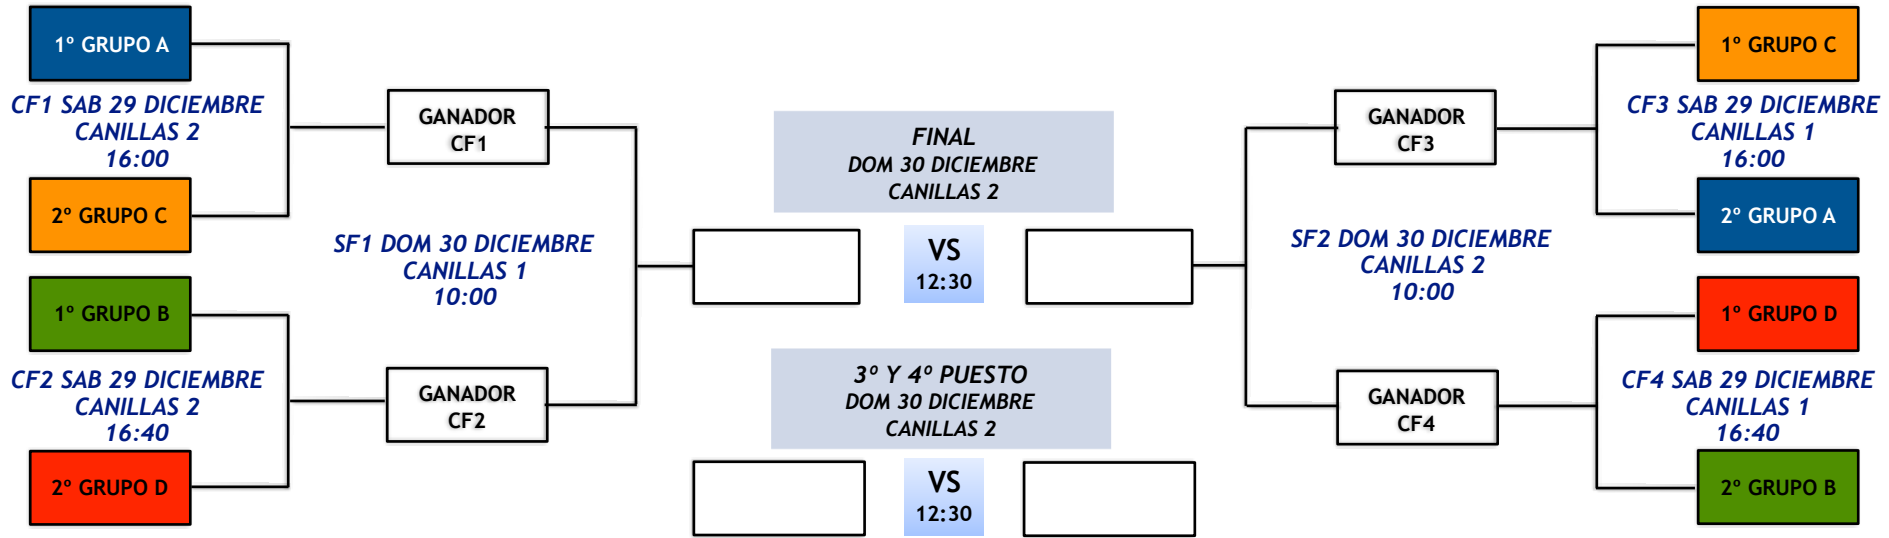 1º GRUPO A
CF1 SAB 29 DICIEMBRE
CANILLAS 2
16:00
2º GRUPO C
1º GRUPO B
CF2 SAB 29 DICIEMBRE
CANILLAS 2
16:40
2º GRUPO D
GANADOR
CF1
SF1 DOM 30 DICIEMBRE
CANILLAS 1
10:00
GANADOR
CF2
FINAL
DOM 30 DICIEMBRE
CANILLAS 2
VS
12:30
3º Y 4º PUESTO
DOM 30 DICIEMBRE
CANILLAS 2
VS
12:30
GANADOR
CF3
SF2 DOM 30 DICIEMBRE
CANILLAS 2
10:00
GANADOR
CF4
1º GRUPO C
CF3 SAB 29 DICIEMBRE
CANILLAS 1
16:00
2º GRUPO A
1º GRUPO D
CF4 SAB 29 DICIEMBRE
CANILLAS 1
16:40
2º GRUPO B